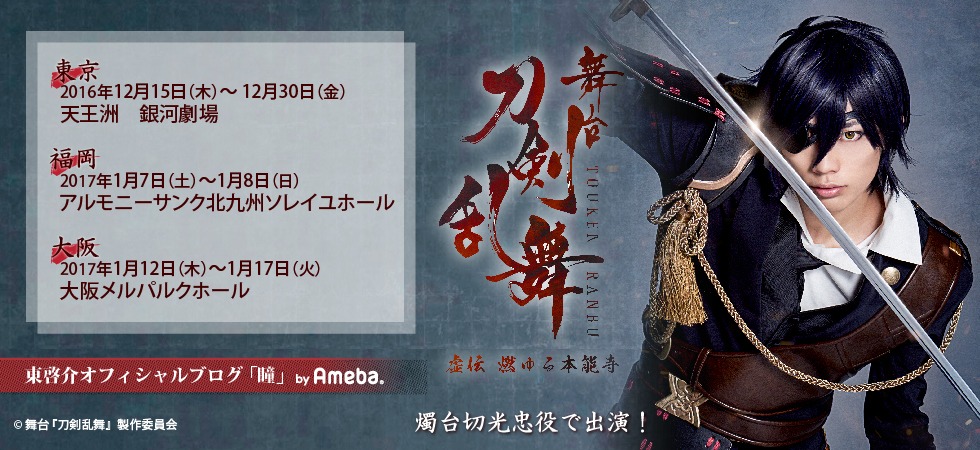 東京
2016年12月15日(木)～12月30日(金)
天王洲　銀河劇場
福岡
2017年1月7日(土)～1月8日(日)
アルモニーサンク北九州ソレイユホール
大阪
2017年1月12日(木)～1月17日(火)
大阪メルパルクホール
舞台
刀剣乱舞
TOUKEN RANBU
虚伝 燃ゆる本能寺
東啓介オフィシャルブログ「瞳」 by Ameba.
© 舞台『刀剣乱舞』製作委員会
燭台切光忠役で出演！